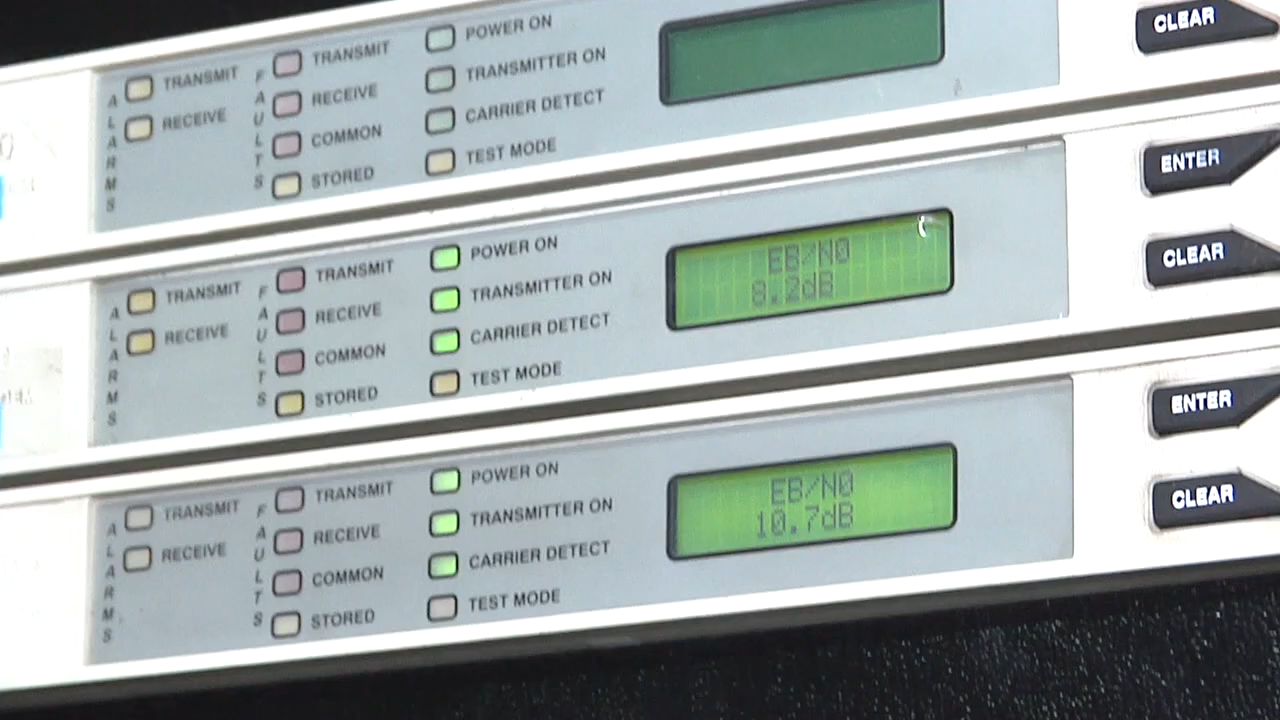 ALARMS
TRANSMIT
RECEIVE
FAULTS
TRANSMIT
RECEIVE
COMMON
STORED
POWER ON
TRANSMITTER ON
CARRIER DETECT
TEST MODE
CLEAR
ALARMS
TRANSMIT
RECEIVE
FAULTS
TRANSMIT
RECEIVE
COMMON
STORED
POWER ON
TRANSMITTER ON
CARRIER DETECT
TEST MODE
EB/N0
8.2dB
ENTER
CLEAR
ALARMS
TRANSMIT
RECEIVE
FAULTS
TRANSMIT
RECEIVE
COMMON
STORED
POWER ON
TRANSMITTER ON
CARRIER DETECT
TEST MODE
EB/N0
10.7dB
ENTER
CLEAR